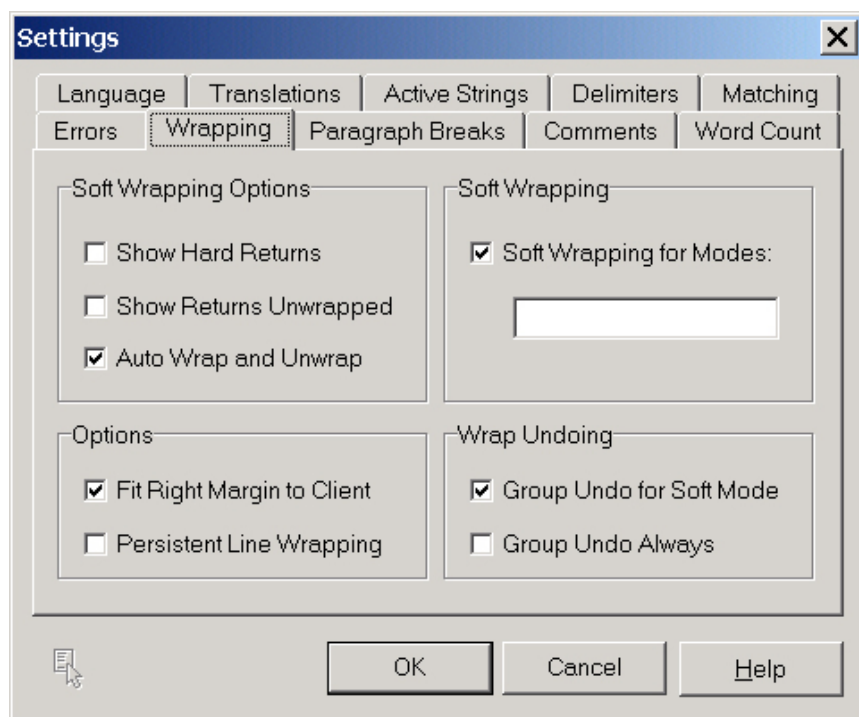 Settings
Language Translations Active Strings Delimiters Matching
Errors Wrapping Paragraph Breaks Comments Word Count
Soft Wrapping Options
Show Hard Returns
Show Returns Unwrapped
Auto Wrap and Unwrap
Soft Wrapping
Soft Wrapping for Modes:
Options
Fit Right Margin to Client
Persistent Line Wrapping
Wrap Undoing
Group Undo for Soft Mode
Group Undo Always
OK Cancel Help